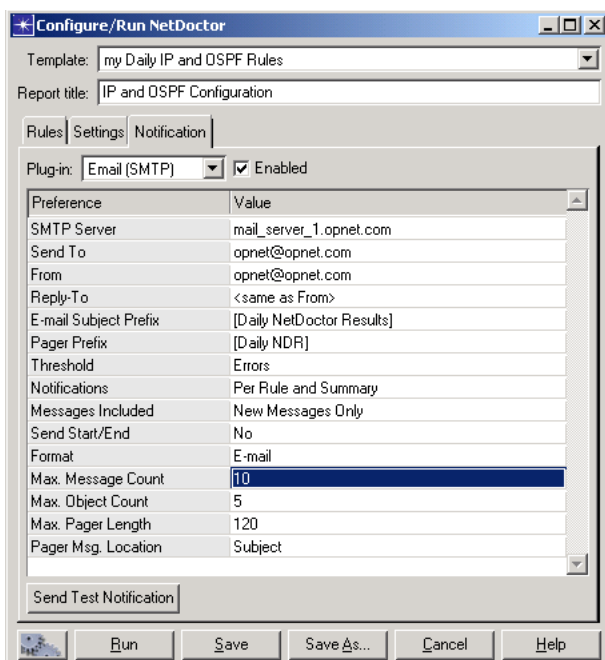 Configure/Run NetDoctor
Template: my Daily IP and OSPF Rules
Report title: IP and OSPF Configuration
Rules Settings Notification
Plug-in: Email (SMTP) Enabled
Preference Value
SMTP Server mail_server_1.opnet.com
Send To opnet@opnet.com
From opnet@opnet.com
Reply-To <same as From>
E-mail Subject Prefix [Daily NetDoctor Results]
Pager Prefix [Daily NDR]
Threshold Errors
Notifications Per Rule and Summary
Messages Included New Messages Only
Send Start/End No
Format E-mail
Max. Message Count 10
Max. Object Count 5
Max. Pager Length 120
Pager Msg. Location Subject
Send Test Notification
Run Save Save As... Cancel Help